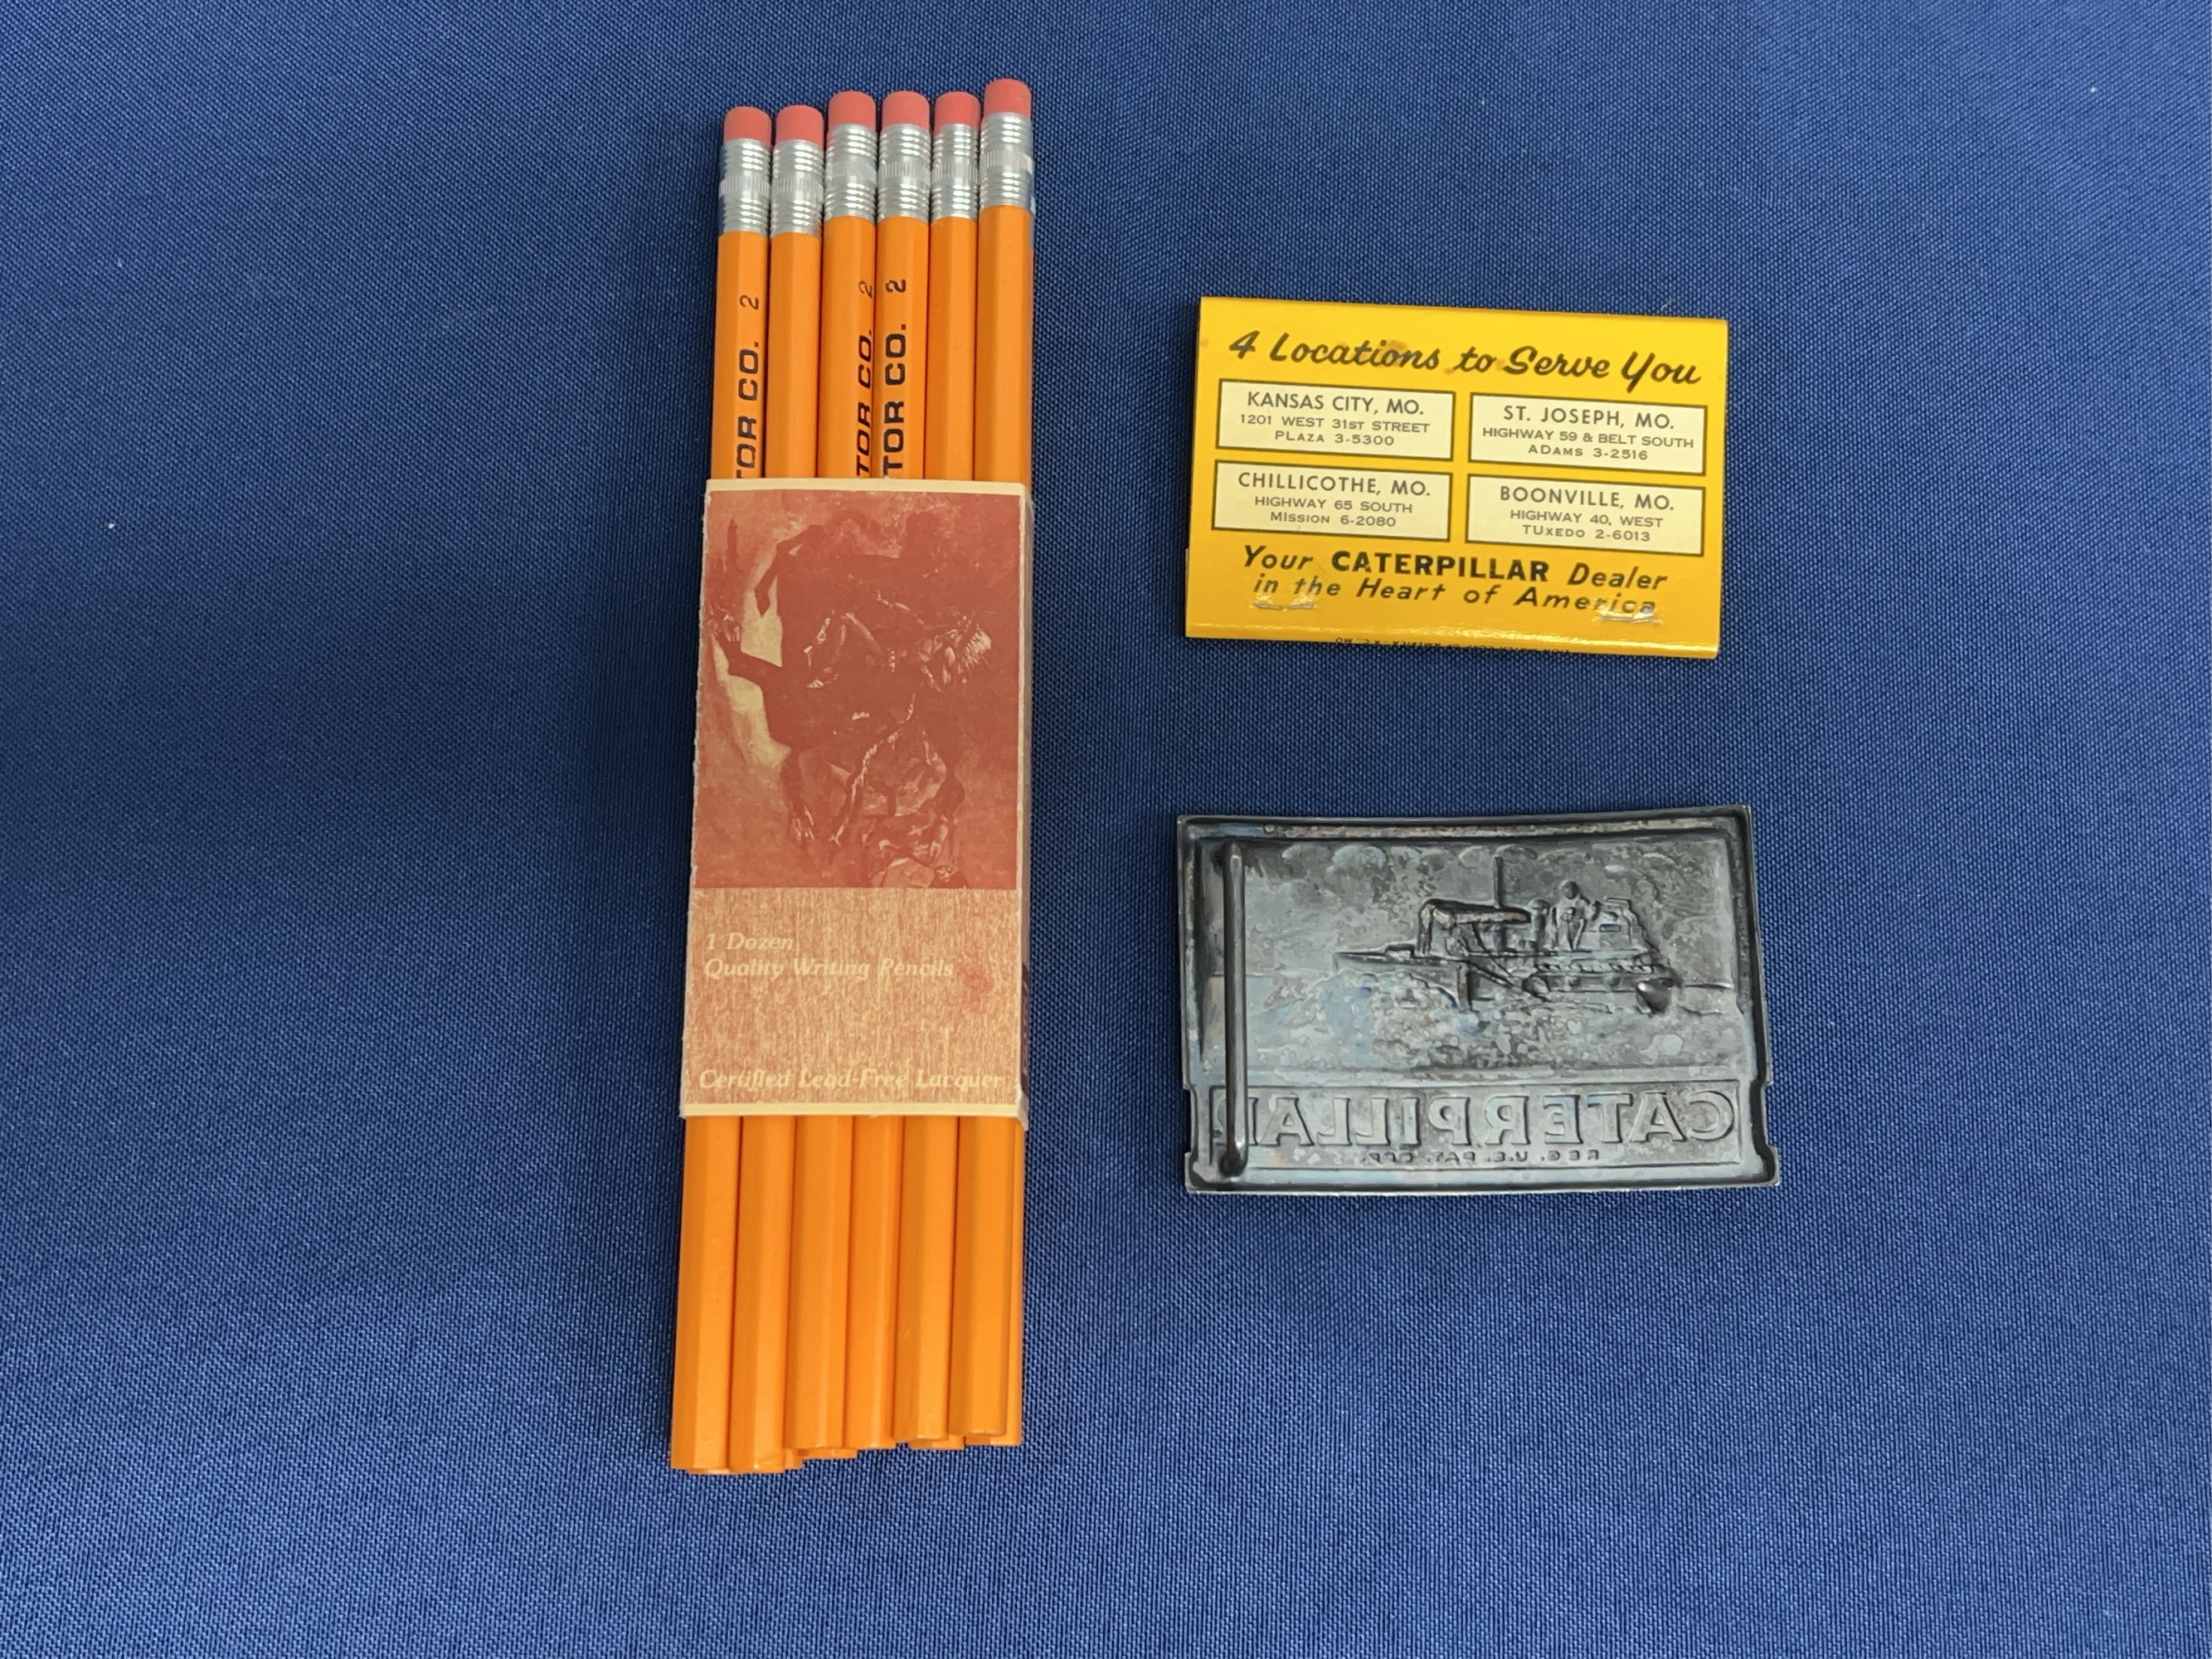 TOR CO. 2
TOR CO. 2
TOR CO. 2
1 Dozen
Quality Writing Pencils
Certified Lead-Free Lacquer
4 Locations to Serve You
KANSAS CITY, MO.
1201 WEST 31ST STREET
PLAZA 3-5300
ST. JOSEPH, MO.
HIGHWAY 59 & BELT SOUTH
ADAMS 3-2516
CHILLICOTHE, MO.
HIGHWAY 65 SOUTH
MISSION 6-2080
BOONVILLE, MO.
HIGHWAY 40, WEST
TUXEDO 2-6013
Your CATERPILLAR Dealer
in the Heart of America
CATERPILLAR
REG. U.S. PAT. OFF.